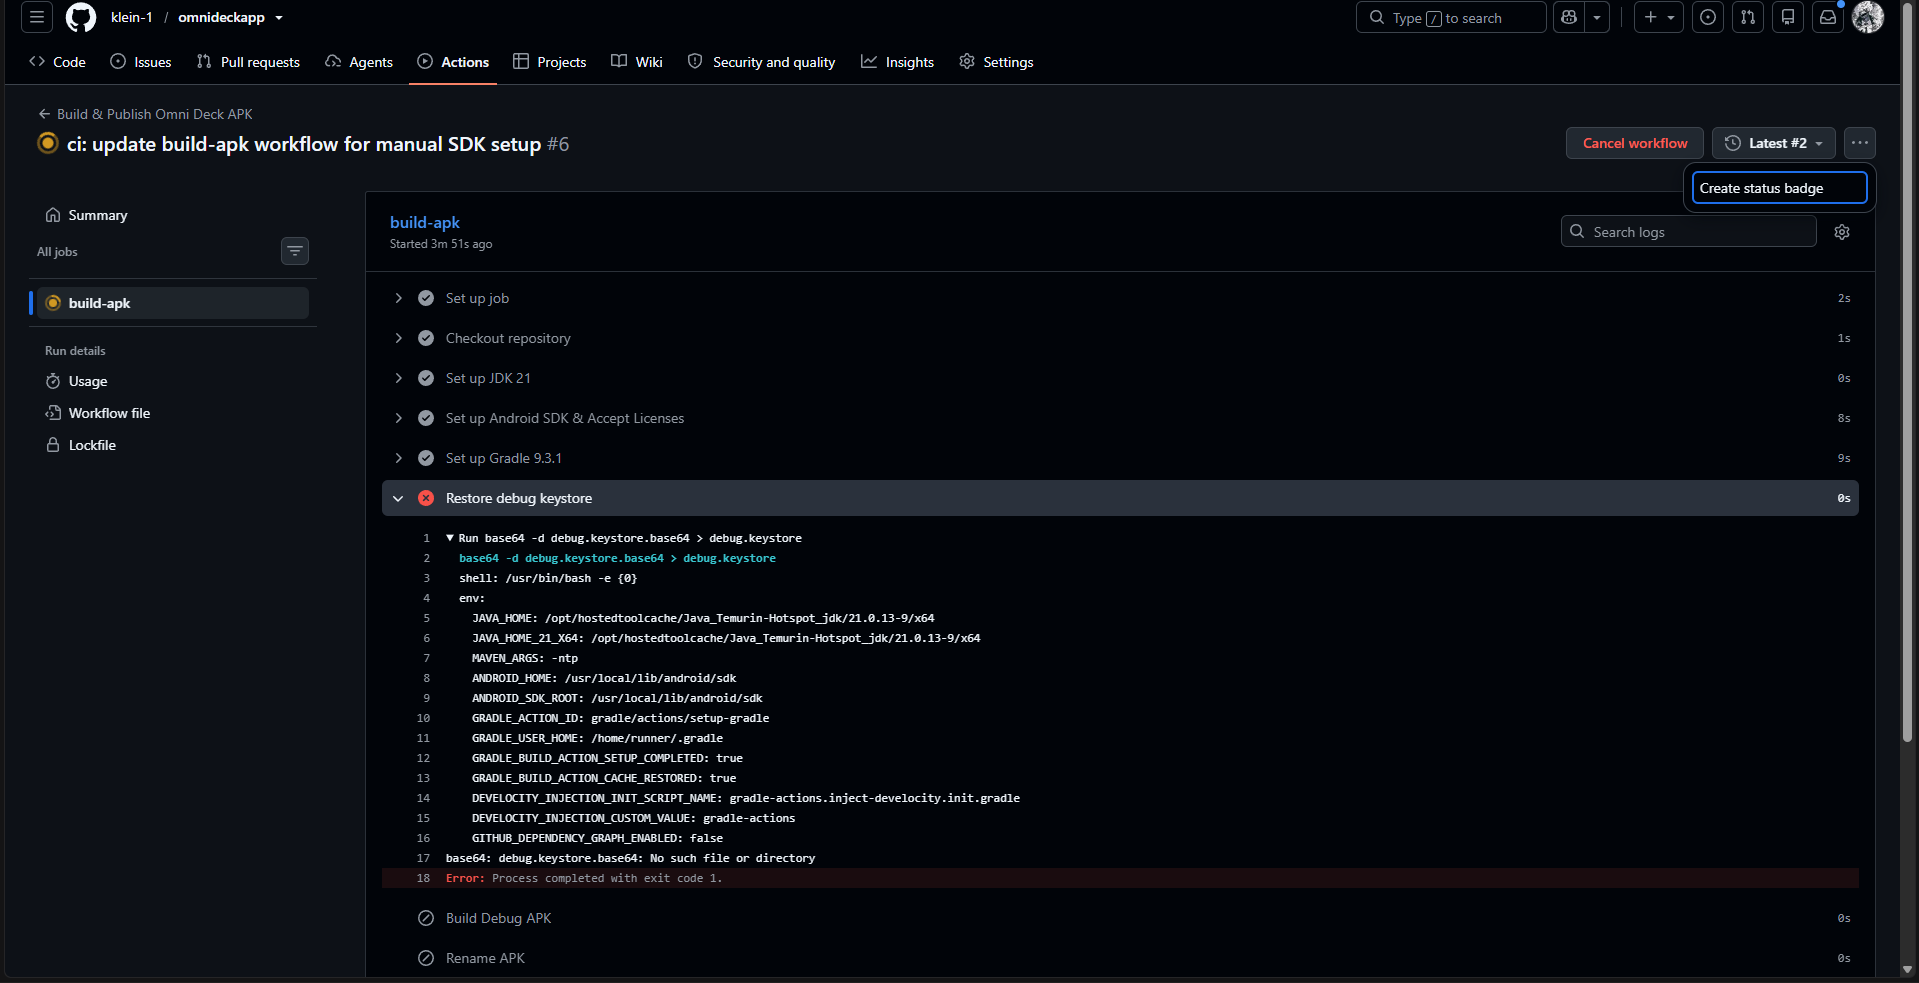 klein-1 / omnideckapp
Type / to search
Code
Issues
Pull requests
Agents
Actions
Projects
Wiki
Security and quality
Insights
Settings
Build & Publish Omni Deck APK
ci: update build-apk workflow for manual SDK setup #6
Cancel workflow
Latest #2
Create status badge
Summary
All jobs
build-apk
Run details
Usage
Workflow file
Lockfile
build-apk
Started 3m 51s ago
Search logs
Set up job 2s
Checkout repository 1s
Set up JDK 21 0s
Set up Android SDK & Accept Licenses 8s
Set up Gradle 9.3.1 9s
Restore debug keystore 0s
1 Run base64 -d debug.keystore.base64 > debug.keystore
2 base64 -d debug.keystore.base64 > debug.keystore
3 shell: /usr/bin/bash -e {0}
4 env:
5 JAVA_HOME: /opt/hostedtoolcache/Java_Temurin-Hotspot_jdk/21.0.13-9/x64
6 JAVA_HOME_21_X64: /opt/hostedtoolcache/Java_Temurin-Hotspot_jdk/21.0.13-9/x64
7 MAVEN_ARGS: -ntp
8 ANDROID_HOME: /usr/local/lib/android/sdk
9 ANDROID_SDK_ROOT: /usr/local/lib/android/sdk
10 GRADLE_ACTION_ID: gradle/actions/setup-gradle
11 GRADLE_USER_HOME: /home/runner/.gradle
12 GRADLE_BUILD_ACTION_SETUP_COMPLETED: true
13 GRADLE_BUILD_ACTION_CACHE_RESTORED: true
14 DEVELOCITY_INJECTION_INIT_SCRIPT_NAME: gradle-actions.inject-develocity.init.gradle
15 DEVELOCITY_INJECTION_CUSTOM_VALUE: gradle-actions
16 GITHUB_DEPENDENCY_GRAPH_ENABLED: false
17 base64: debug.keystore.base64: No such file or directory
18 Error: Process completed with exit code 1.
Build Debug APK 0s
Rename APK 0s